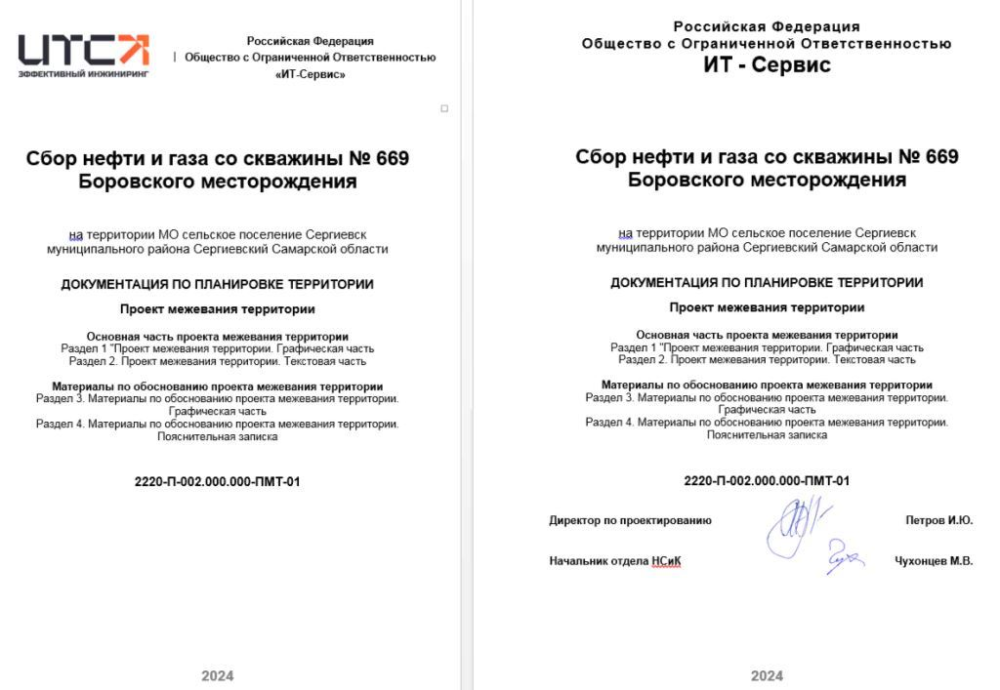 ИТСЯ
ЭФФЕКТИВНЫЙ ИНЖИНИРИНГ
Российская Федерация
Общество с Ограниченной Ответственностью
«ИТ-Сервис»
Сбор нефти и газа со скважины № 669
Боровского месторождения
на территории МО сельское поселение Сергиевск
муниципального района Сергиевский Самарской области
ДОКУМЕНТАЦИЯ ПО ПЛАНИРОВКЕ ТЕРРИТОРИИ
Проект межевания территории
Основная часть проекта межевания территории
Раздел 1 "Проект межевания территории. Графическая часть
Раздел 2. Проект межевания территории. Текстовая часть
Материалы по обоснованию проекта межевания территории
Раздел 3. Материалы по обоснованию проекта межевания территории.
Графическая часть
Раздел 4. Материалы по обоснованию проекта межевания территории.
Пояснительная записка
2220-П-002.000.000-ПМТ-01
2024
Российская Федерация
Общество с Ограниченной Ответственностью
ИТ - Сервис
Сбор нефти и газа со скважины № 669
Боровского месторождения
на территории МО сельское поселение Сергиевск
муниципального района Сергиевский Самарской области
ДОКУМЕНТАЦИЯ ПО ПЛАНИРОВКЕ ТЕРРИТОРИИ
Проект межевания территории
Основная часть проекта межевания территории
Раздел 1 "Проект межевания территории. Графическая часть
Раздел 2. Проект межевания территории. Текстовая часть
Материалы по обоснованию проекта межевания территории
Раздел 3. Материалы по обоснованию проекта межевания территории.
Графическая часть
Раздел 4. Материалы по обоснованию проекта межевания территории.
Пояснительная записка
2220-П-002.000.000-ПМТ-01
Директор по проектированию Петров И.Ю.
Начальник отдела НСиК Чухонцев М.В.
2024